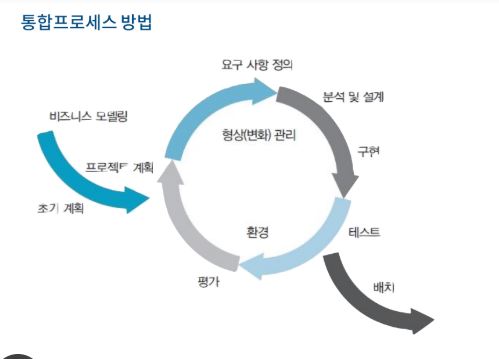 통합프로세스 방법
요구 사항 정의
분석 및 설계
비즈니스 모델링
형상(변화) 관리
구현
프로젝트 계획
초기 계획
환경
테스트
평가
배치